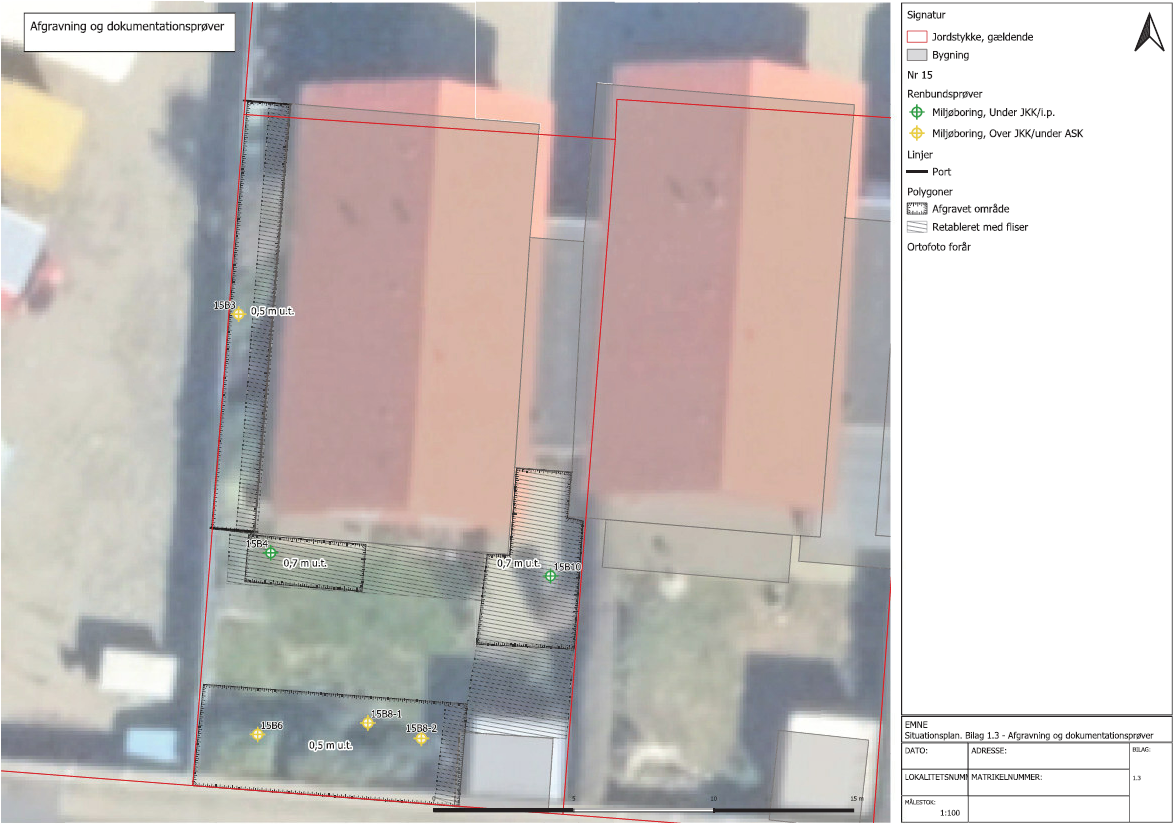 Afgravning og dokumentationsprøver
15B3
0,5 m u.t.
15B4
0,7 m u.t.
0,7 m u.t.
15B10
15B6
15B8-1
15B8-2
0,5 m u.t.
5
10
15 m
Signatur
Jordstykke, gældende
Bygning
Nr 15
Renbundsprøver
Miljøboring, Under JKK/i.p.
Miljøboring, Over JKK/under ASK
Linjer
Port
Polygoner
Afgravet område
Retableret med fliser
Ortofoto forår
EMNE
Situationsplan. Bilag 1.3 - Afgravning og dokumentationsprøver
DATO:
ADRESSE:
BILAG:
LOKALITETSNUMM
MATRIKELNUMMER:
1.3
MÅLESTOK:
1:100